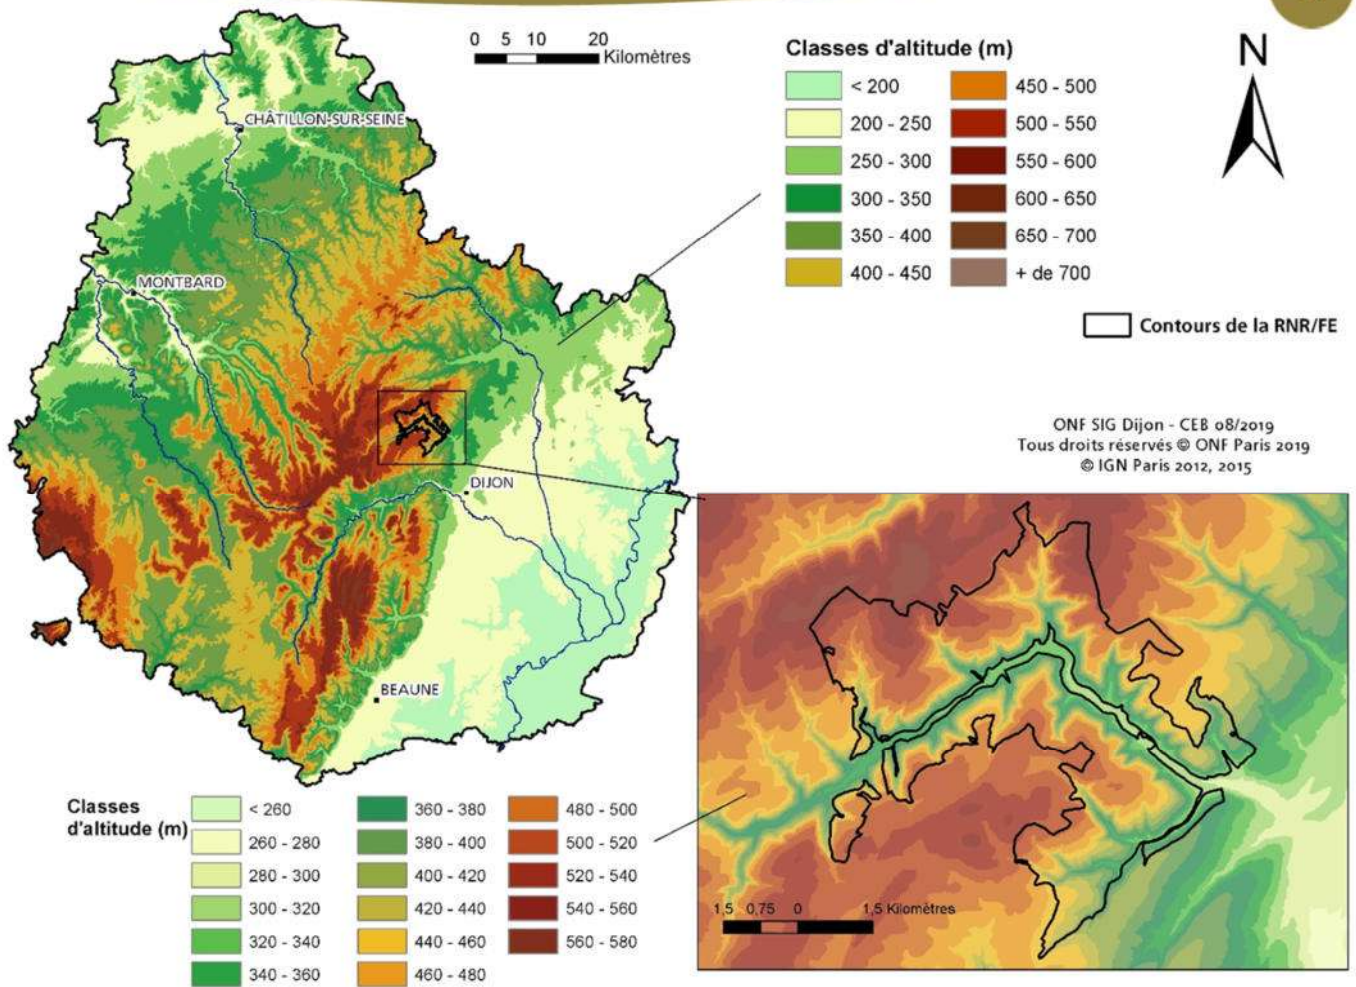 0 5 10 20
Kilomètres
Classes d'altitude (m)
< 200
200 - 250
250 - 300
300 - 350
350 - 400
400 - 450
450 - 500
500 - 550
550 - 600
600 - 650
650 - 700
+ de 700
N
Contours de la RNR/FE
CHÂTILLON-SUR-SEINE
MONTBARD
DIJON
BEAUNE
ONF SIG Dijon - CEB 08/2019
Tous droits réservés © ONF Paris 2019
© IGN Paris 2012, 2015
Classes
d'altitude (m)
< 260
260 - 280
280 - 300
300 - 320
320 - 340
340 - 360
360 - 380
380 - 400
400 - 420
420 - 440
440 - 460
460 - 480
480 - 500
500 - 520
520 - 540
540 - 560
560 - 580
1,5 0,75 0 1,5 Kilomètres